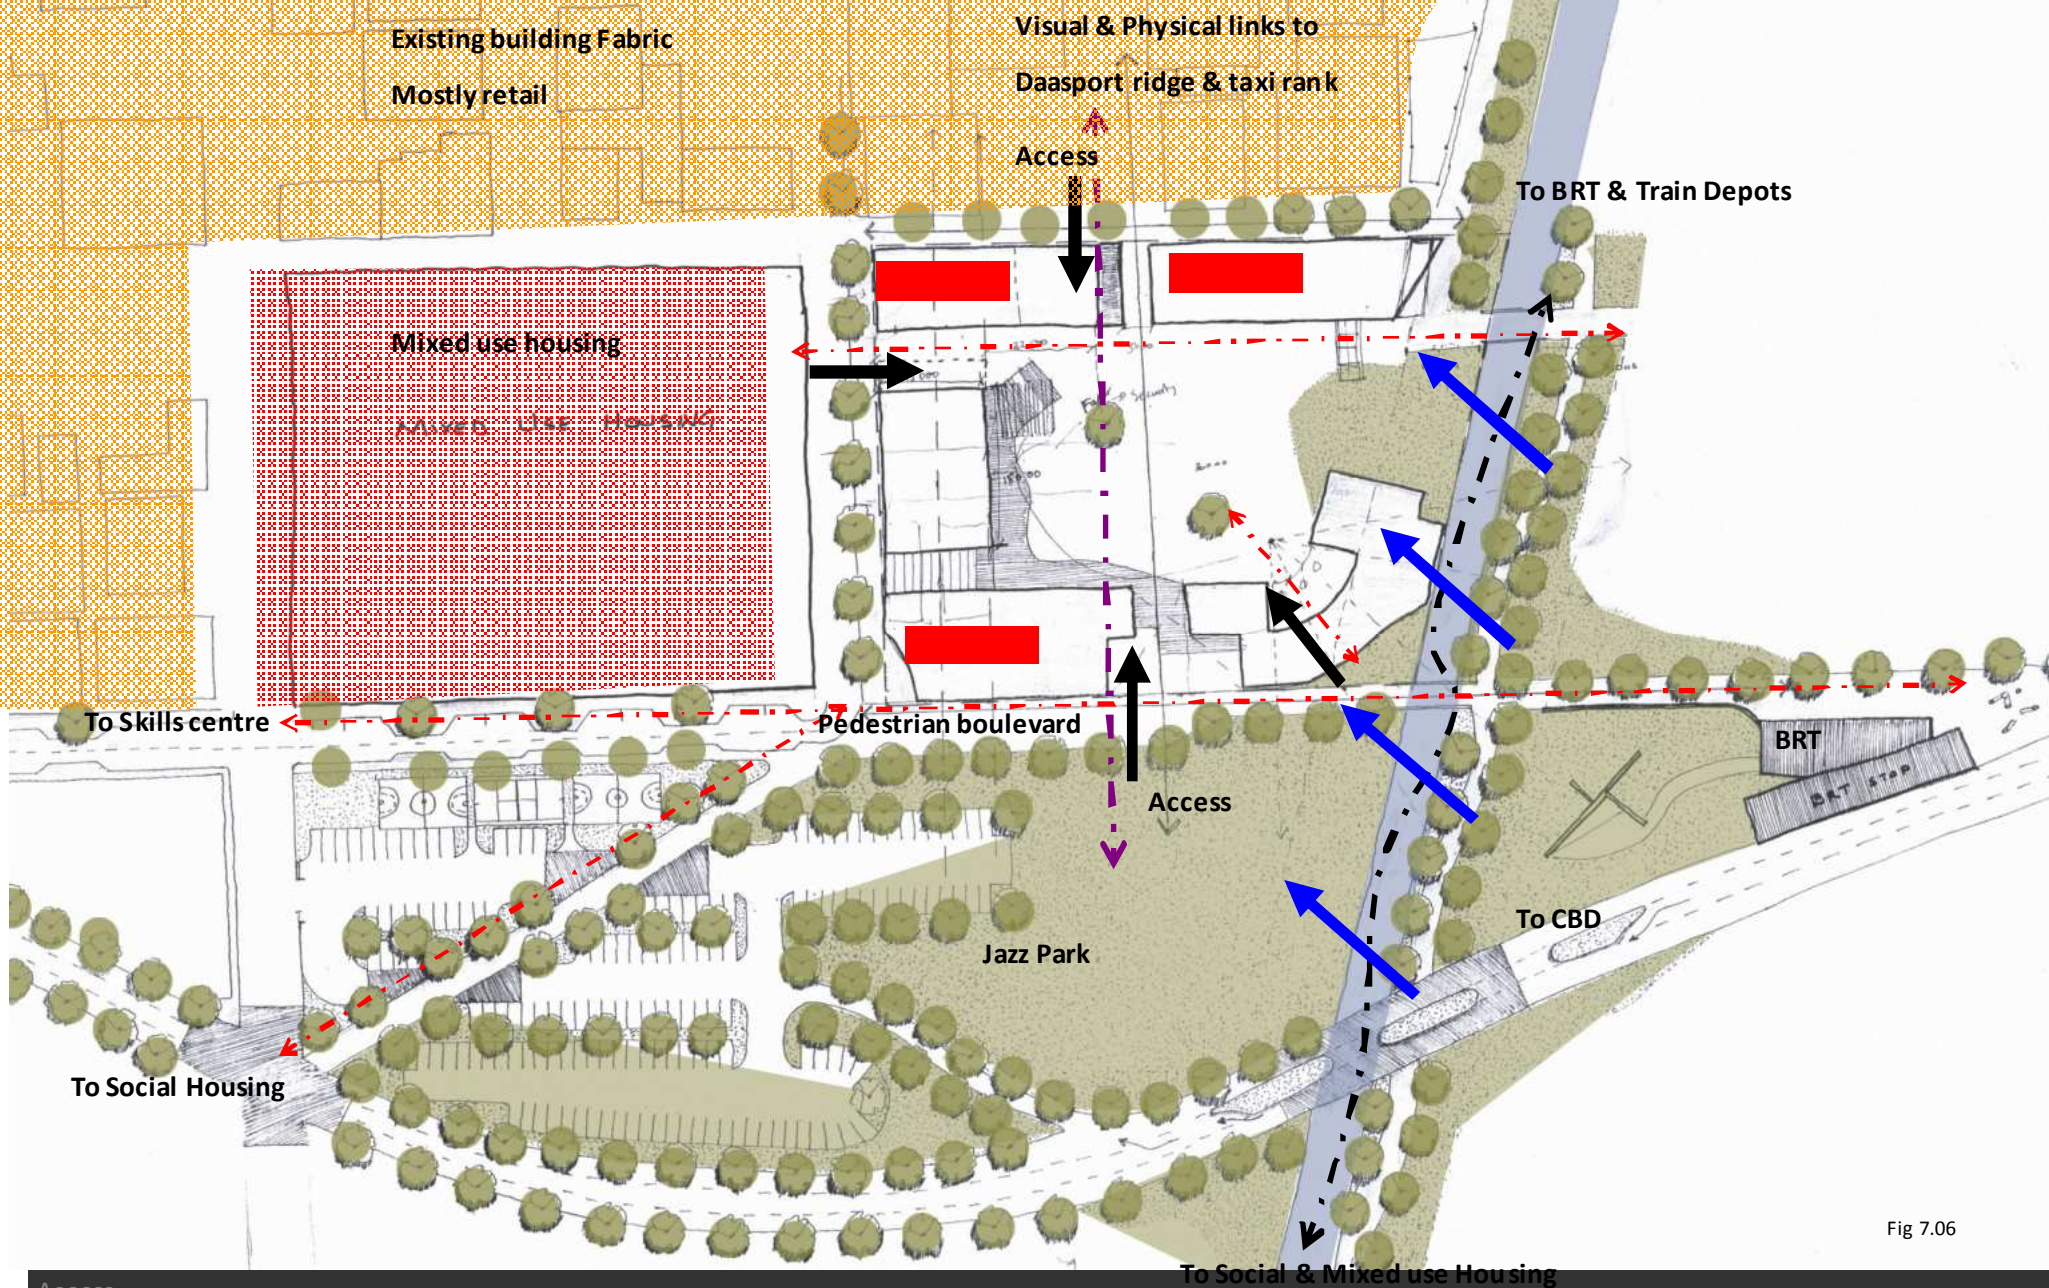 Existing building Fabric
Mostly retail
Visual & Physical links to
Daasport ridge & taxi rank
Access
To BRT & Train Depots
Mixed use housing
MIXED USE HOUSING
To Skills centre
Pedestrian boulevard
BRT
BRT STOP
Access
To CBD
Jazz Park
To Social Housing
Fig 7.06
To Social & Mixed use Housing
Access